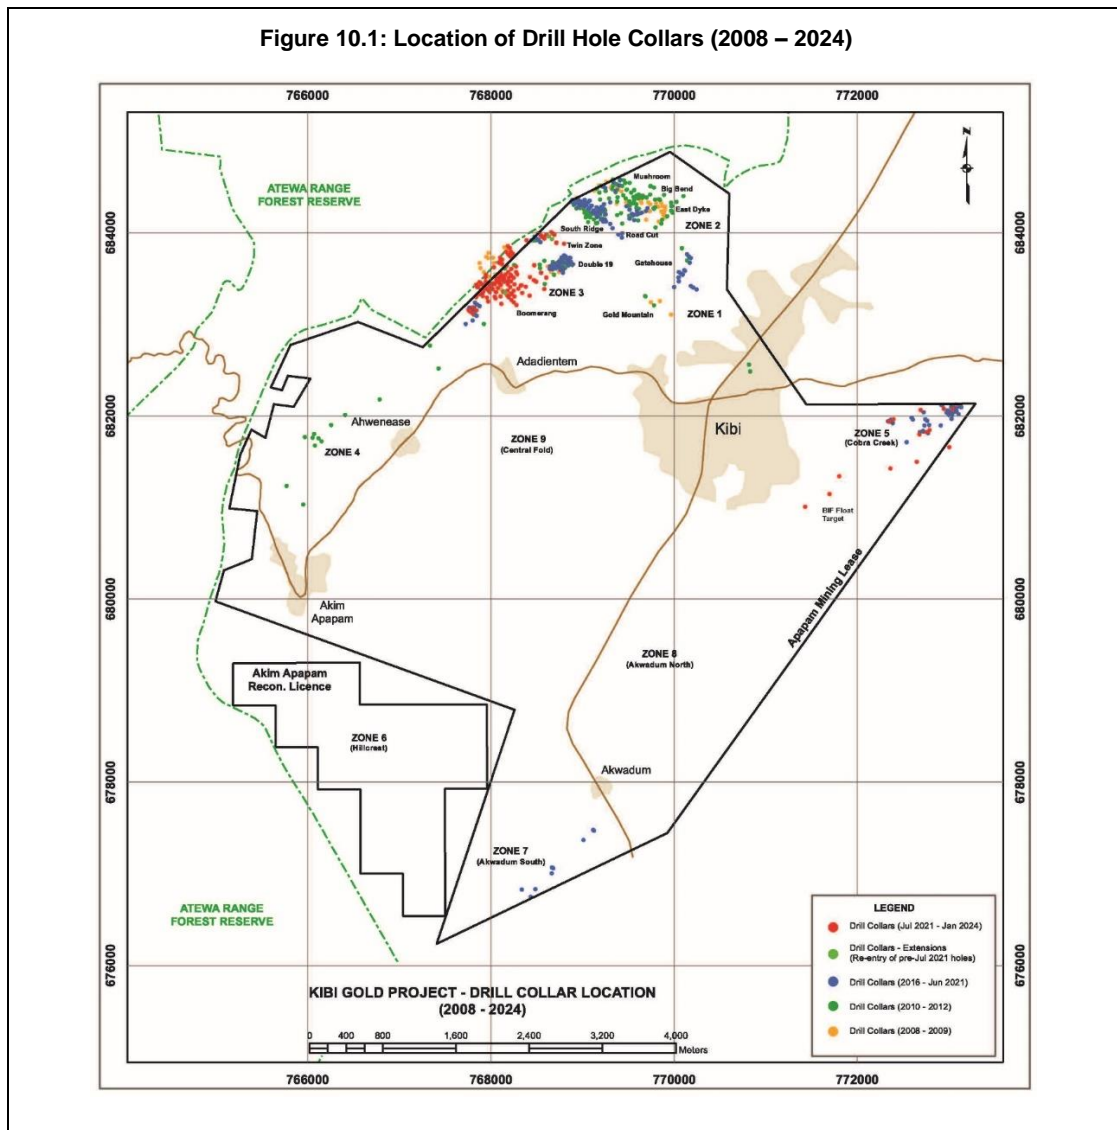 Figure 10.1: Location of Drill Hole Collars (2008 – 2024)
766000 768000 770000 772000
N
ATEWA RANGE
FOREST RESERVE
Mushroom
Big Bend
East Dyke
ZONE 2
684000
684000
South Ridge
Road Cut
Twin Zone
Double 19
Gatehouse
ZONE 3
Boomerang
Gold Mountain
ZONE 1
Adadientem
682000
682000
Ahwenease
ZONE 4
ZONE 9
(Central Fold)
Kibi
ZONE 5
(Cobra Creek)
BIF Float
Target
Apapam Mining Lease
680000
680000
Akim
Apapam
Akim Apapam
Recon. Licence
ZONE 8
(Akwadum North)
ZONE 6
(Hillcrest)
678000
678000
Akwadum
ZONE 7
(Akwadum South)
ATEWA RANGE
FOREST RESERVE
676000
676000
LEGEND
Drill Collars (Jul 2021 - Jan 2024)
Drill Collars - Extensions
(Re-entry of pre-Jul 2021 holes)
Drill Collars (2016 - Jun 2021)
Drill Collars (2010 - 2012)
Drill Collars (2008 - 2009)
KIBI GOLD PROJECT - DRILL COLLAR LOCATION
(2008 - 2024)
0 400 800 1,600 2,400 3,200 4,000
Meters
766000 768000 770000 772000